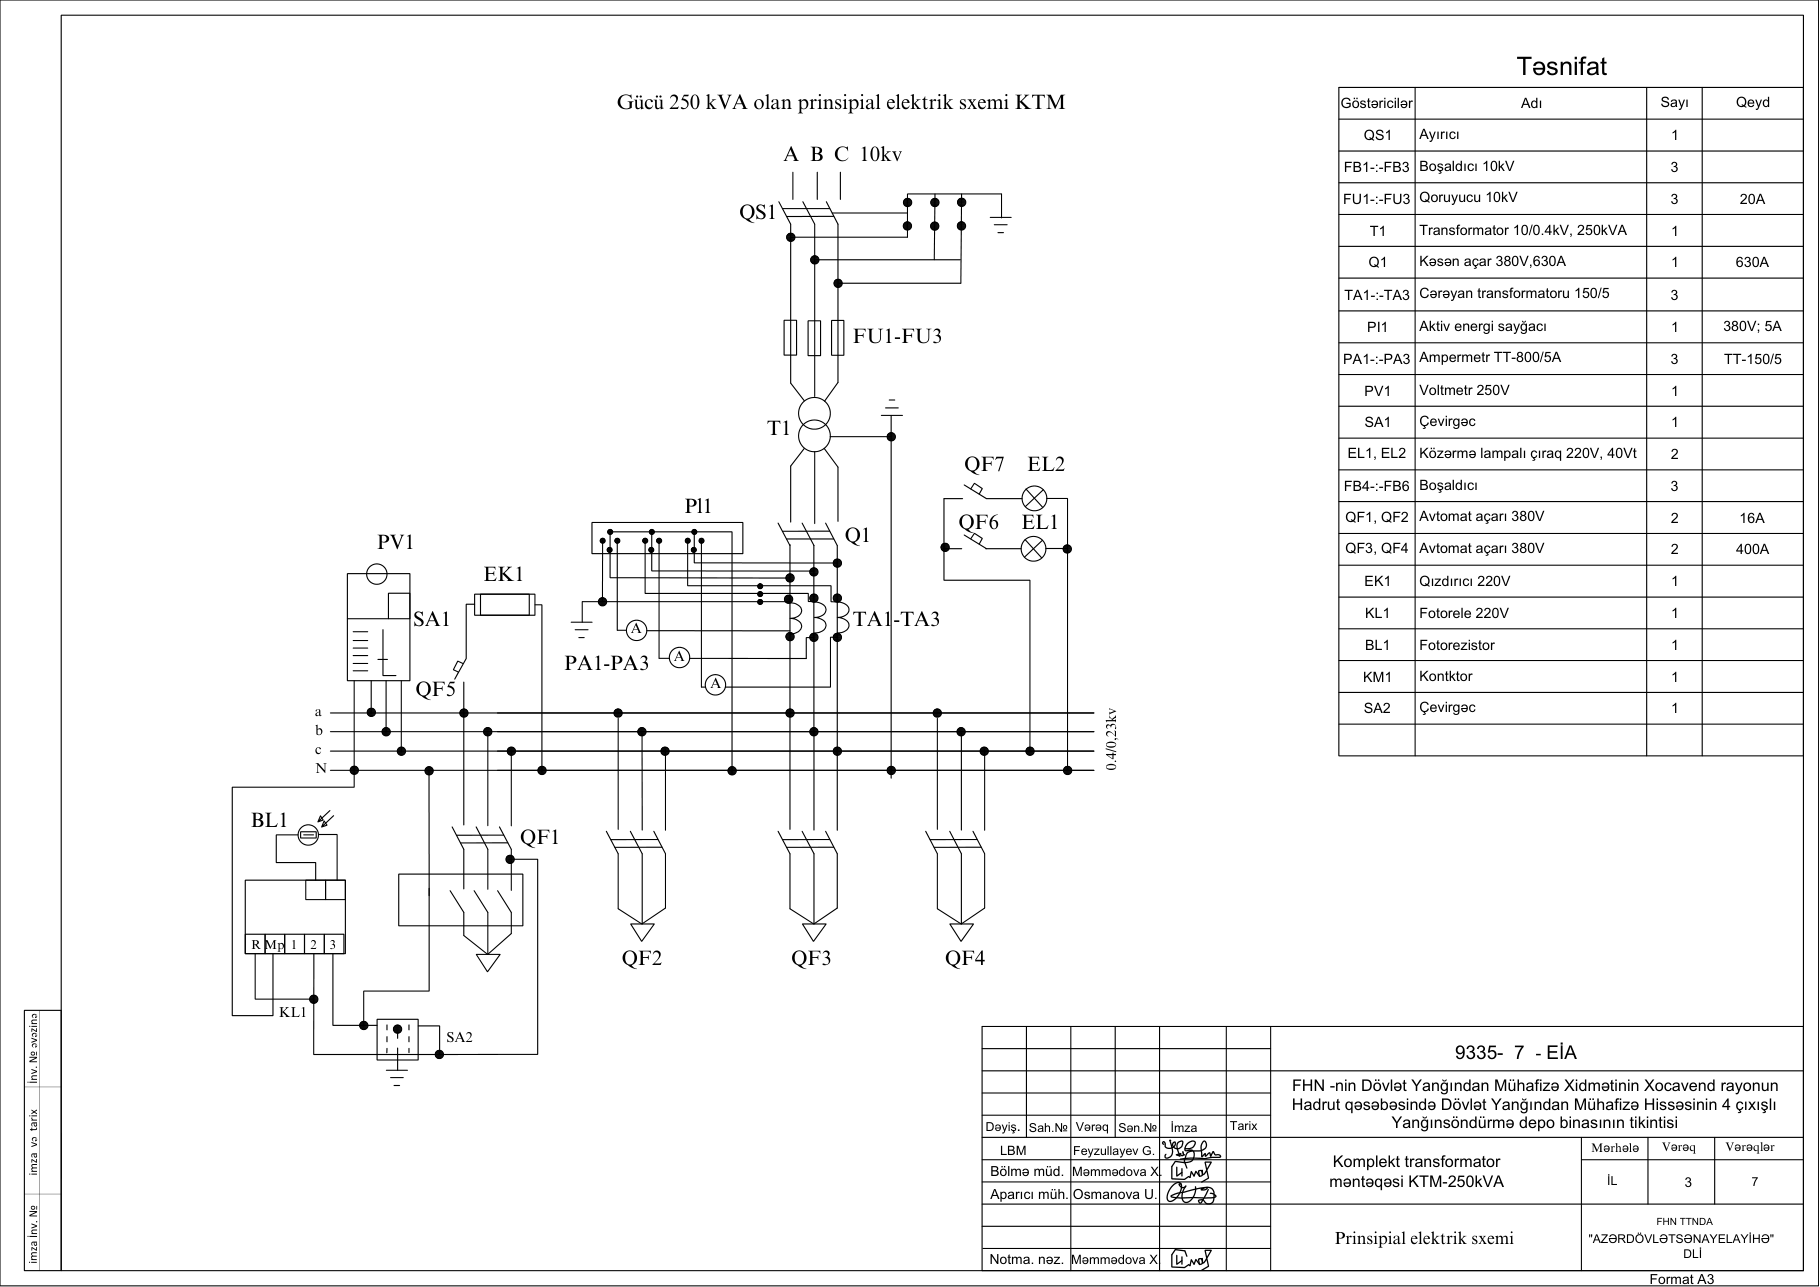 Təsnifat
Gücü 250 kVA olan prinsipial elektrik sxemi KTM
Göstəricilər Adı Sayı Qeyd
QS1 Ayırıcı 1
FB1-:-FB3 Boşaldıcı 10kV 3
FU1-:-FU3 Qoruyucu 10kV 3 20A
T1 Transformator 10/0.4kV, 250kVA 1
Q1 Kəsən açar 380V,630A 1 630A
TA1-:-TA3 Cərəyan transformatoru 150/5 3
PI1 Aktiv energi sayğacı 1 380V; 5A
PA1-:-PA3 Ampermetr TT-800/5A 3 TT-150/5
PV1 Voltmetr 250V 1
SA1 Çevirgəc 1
EL1, EL2 Közərmə lampalı çıraq 220V, 40Vt 2
FB4-:-FB6 Boşaldıcı 3
QF1, QF2 Avtomat açarı 380V 2 16A
QF3, QF4 Avtomat açarı 380V 2 400A
EK1 Qızdırıcı 220V 1
KL1 Fotorele 220V 1
BL1 Fotorezistor 1
KM1 Kontktor 1
SA2 Çevirgəc 1
A B C 10kv
QS1
FU1-FU3
T1
QF7 EL2
QF6 EL1
Pl1
Q1
PV1
EK1
SA1
TA1-TA3
A
PA1-PA3
A
A
QF5
a
b
c
N
0.4/0,23kv
BL1
QF1
R Mp 1 2 3
QF2
QF3
QF4
KL1
SA2
İnv. № əvəzinə
imza və tarix
imza İnv. №
9335- 7 - EİA
FHN -nin Dövlət Yanğından Mühafizə Xidmətinin Xocavend rayonun
Hadrut qəsəbəsində Dövlət Yanğından Mühafizə Hissəsinin 4 çıxışlı
Yanğınsöndürmə depo binasının tikintisi
Dəyiş. Sah.№ Vərəq Sən.№ İmza Tarix
LBM Feyzullayev G.
Bölmə müd. Məmmədova X.
Aparıcı müh. Osmanova U.
Notma. nəz. Məmmədova X.
Komplekt transformator
məntəqəsi KTM-250kVA
Mərhələ Vərəq Vərəqlər
İL 3 7
Prinsipial elektrik sxemi
FHN TTNDA
"AZƏRDÖVLƏTSƏNAYELAYİHƏ"
DLİ
Format A3